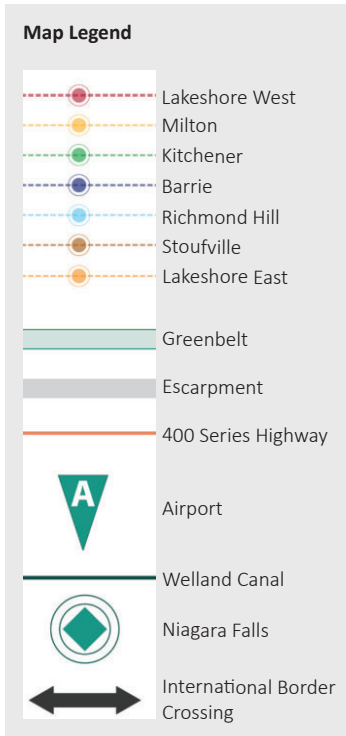 Map Legend
Lakeshore West
Milton
Kitchener
Barrie
Richmond Hill
Stoufville
Lakeshore East
Greenbelt
Escarpment
400 Series Highway
A
Airport
Welland Canal
Niagara Falls
International Border
Crossing